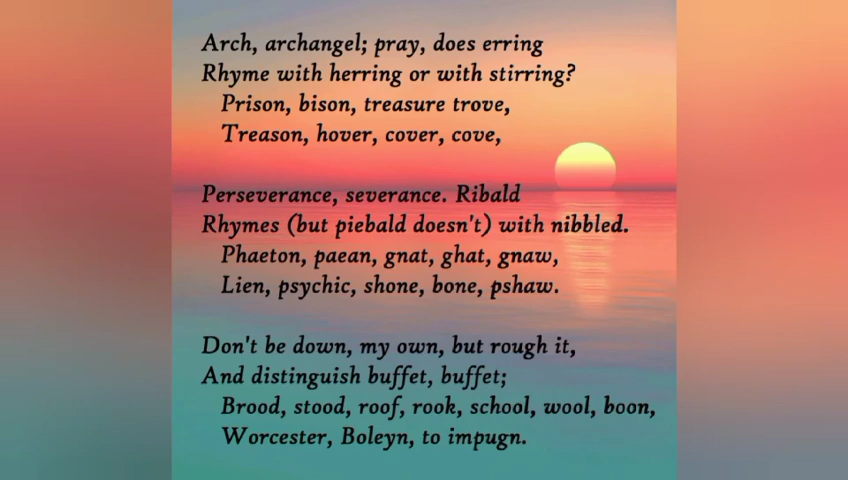 Arch, archangel; pray, does erring
Rhyme with herring or with stirring?
Prison, bison, treasure trove,
Treason, hover, cover, cove,
Perseverance, severance. Ribald
Rhymes (but piebald doesn't) with nibbled.
Phaeton, paean, gnat, ghat, gnaw,
Lien, psychic, shone, bone, pshaw.
Don't be down, my own, but rough it,
And distinguish buffet, buffet;
Brood, stood, roof, rook, school, wool, boon,
Worcester, Boleyn, to impugn.